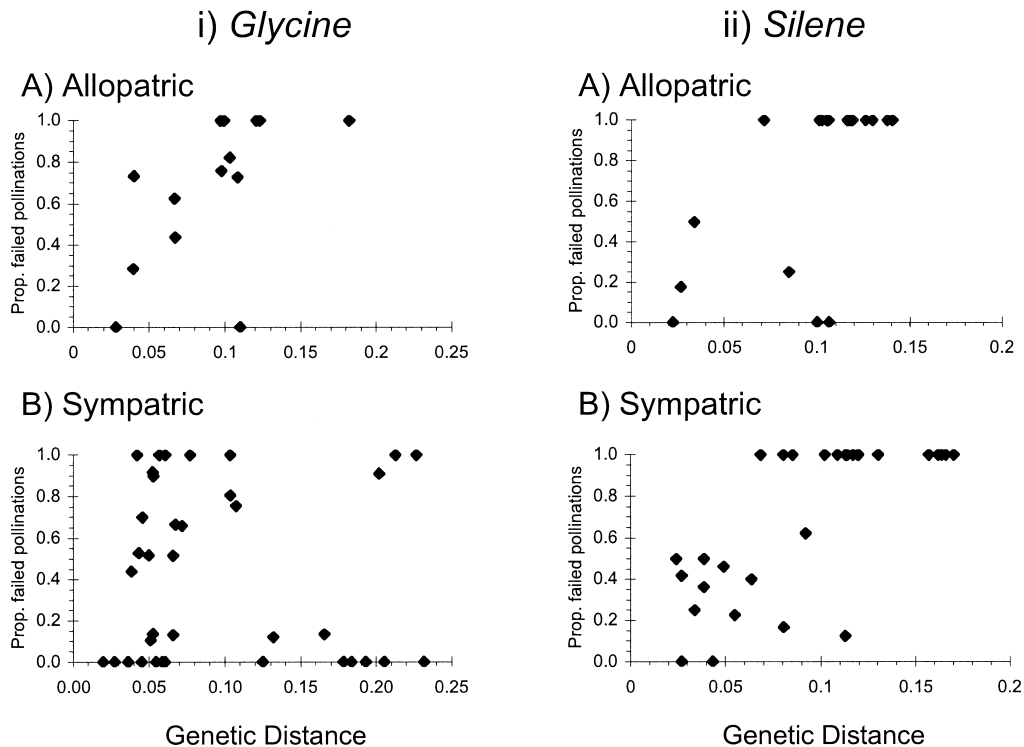 i) Glycine
A) Allopatric
Prop. failed pollinations
1.0
0.8
0.6
0.4
0.2
0.0
0 0.05 0.1 0.15 0.2 0.25
B) Sympatric
Prop. failed pollinations
1.0
0.8
0.6
0.4
0.2
0.0
0.00 0.05 0.10 0.15 0.20 0.25
Genetic Distance
ii) Silene
A) Allopatric
Prop. failed pollinations
1.0
0.8
0.6
0.4
0.2
0.0
0 0.05 0.1 0.15 0.2
B) Sympatric
Prop. failed pollinations
1.0
0.8
0.6
0.4
0.2
0.0
0 0.05 0.1 0.15 0.2
Genetic Distance